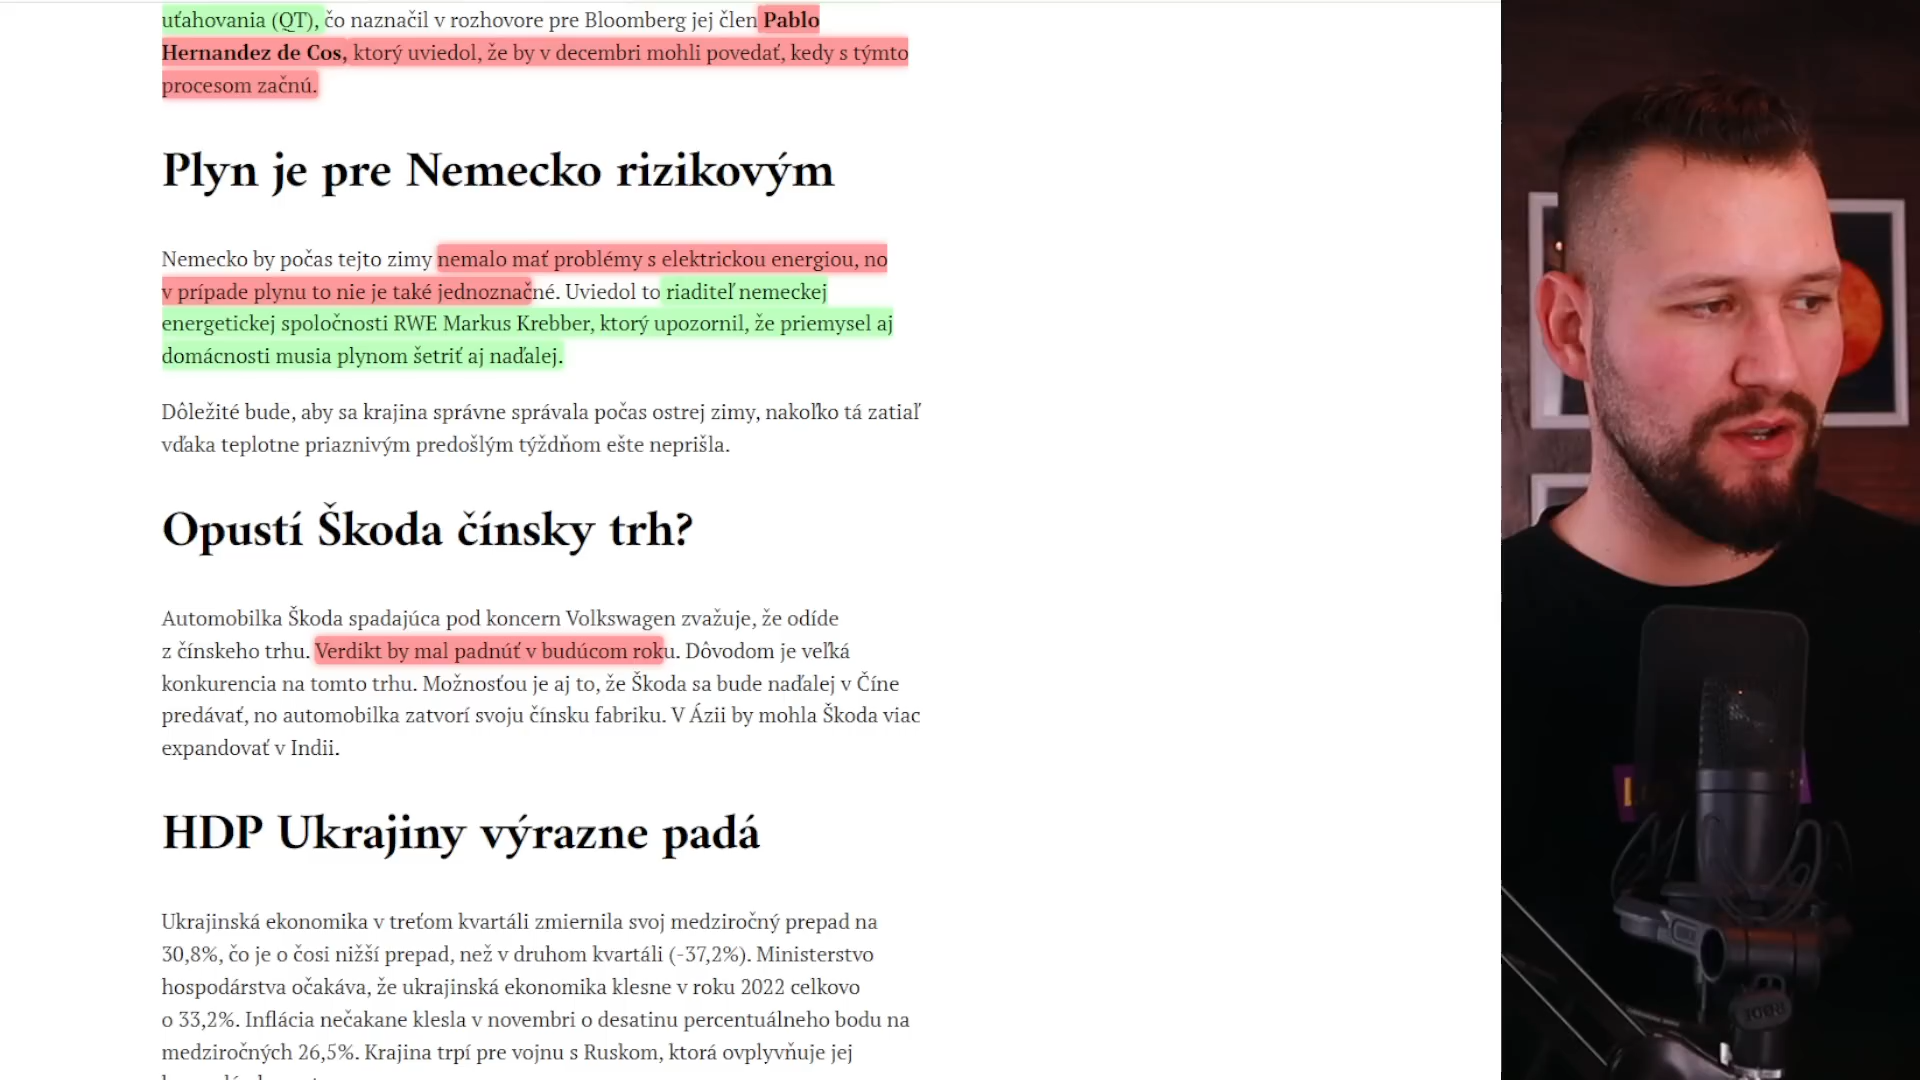 uťahovania (QT), čo naznačil v rozhovore pre Bloomberg jej člen Pablo
Hernandez de Cos, ktorý uviedol, že by v decembri mohli povedať, kedy s týmto
procesom začnú.
Plyn je pre Nemecko rizikovým
Nemecko by počas tejto zimy nemalo mať problémy s elektrickou energiou, no
v prípade plynu to nie je také jednoznačné. Uviedol to riaditeľ nemeckej
energetickej spoločnosti RWE Markus Krebber, ktorý upozornil, že priemysel aj
domácnosti musia plynom šetriť aj naďalej.
Dôležité bude, aby sa krajina správne správala počas ostrej zimy, nakoľko tá zatiaľ
vďaka teplotne priaznivým predošlým týždňom ešte neprišla.
Opustí Škoda čínsky trh?
Automobilka Škoda spadajúca pod koncern Volkswagen zvažuje, že odíde
z čínskeho trhu. Verdikt by mal padnúť v budúcom roku. Dôvodom je veľká
konkurencia na tomto trhu. Možnosťou je aj to, že Škoda sa bude naďalej v Číne
predávať, no automobilka zatvorí svoju čínsku fabriku. V Ázii by mohla Škoda viac
expandovať v Indii.
HDP Ukrajiny výrazne padá
Ukrajinská ekonomika v treťom kvartáli zmiernila svoj medziročný prepad na
30,8%, čo je o čosi nižší prepad, než v druhom kvartáli (-37,2%). Ministerstvo
hospodárstva očakáva, že ukrajinská ekonomika klesne v roku 2022 celkovo
o 33,2%. Inflácia nečakane klesla v novembri o desatinu percentuálneho bodu na
medziročných 26,5%. Krajina trpí pre vojnu s Ruskom, ktorá ovplyvňuje jej
RØDE